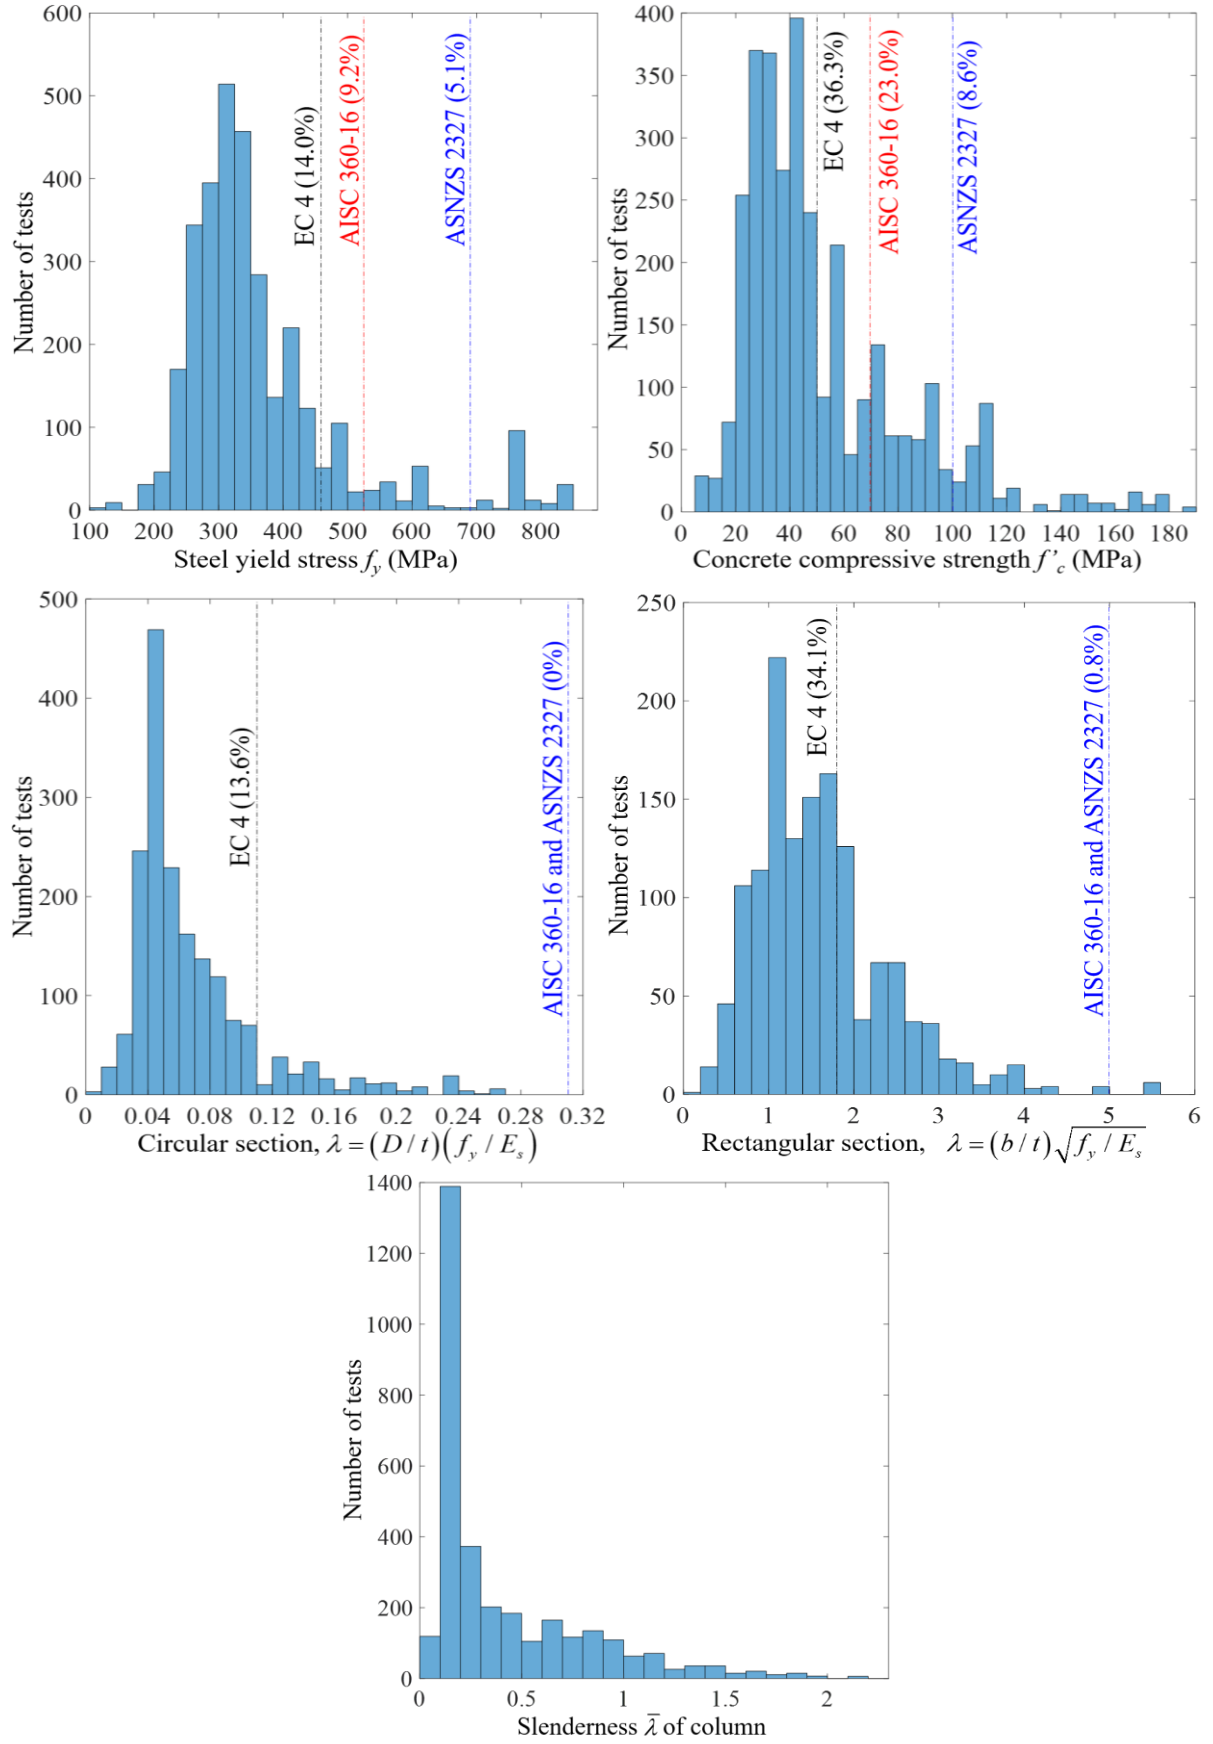 600
500
400
300
200
100
0
Number of tests
EC 4 (14.0%)
AISC 360-16 (9.2%)
ASNZS 2327 (5.1%)
100 200 300 400 500 600 700 800
Steel yield stress f_y (MPa)
400
350
300
250
200
150
100
50
0
Number of tests
EC 4 (36.3%)
AISC 360-16 (23.0%)
ASNZS 2327 (8.6%)
0 20 40 60 80 100 120 140 160 180
Concrete compressive strength f’_c (MPa)
500
400
300
200
100
0
Number of tests
EC 4 (13.6%)
AISC 360-16 and ASNZS 2327 (0%)
0 0.04 0.08 0.12 0.16 0.2 0.24 0.28 0.32
Circular section, λ = (D / t)(f_y / E_s)
250
200
150
100
50
0
Number of tests
EC 4 (34.1%)
AISC 360-16 and ASNZS 2327 (0.8%)
0 1 2 3 4 5 6
Rectangular section, λ = (b / t)√(f_y / E_s)
1400
1200
1000
800
600
400
200
0
Number of tests
0 0.5 1 1.5 2
Slenderness λ̄ of column